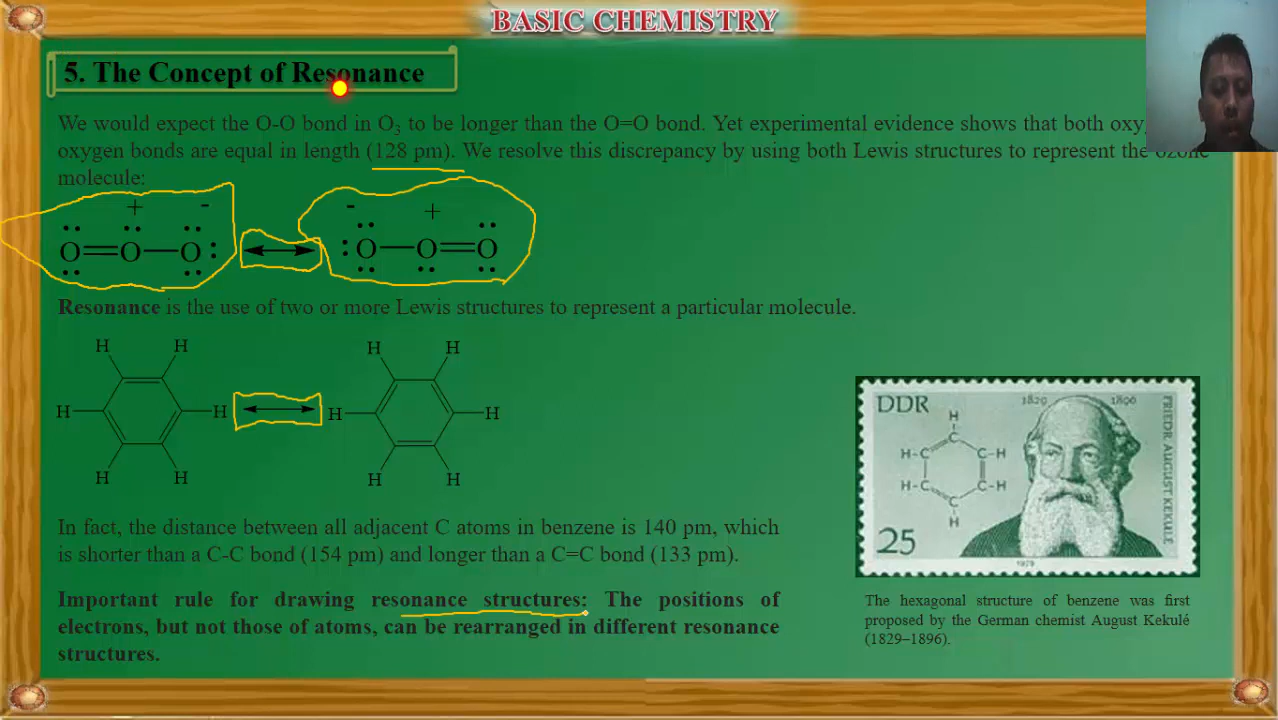 BASIC CHEMISTRY
5. The Concept of Resonance
We would expect the O-O bond in O₃ to be longer than the O=O bond. Yet experimental evidence shows that both
oxygen bonds are equal in length (128 pm). We resolve this discrepancy by using both Lewis structures to represent the ozone
molecule:
+ - - +
O O O O O O
Resonance is the use of two or more Lewis structures to represent a particular molecule.
H H H H
H H H H
H H H H
DDR 1829 1896
FRIEDR. AUGUST KEKULE
H
H-C C C-H
H-C C C-H
H
25
1979
In fact, the distance between all adjacent C atoms in benzene is 140 pm, which
is shorter than a C-C bond (154 pm) and longer than a C=C bond (133 pm).
Important rule for drawing resonance structures: The positions of
electrons, but not those of atoms, can be rearranged in different resonance
structures.
The hexagonal structure of benzene was first
proposed by the German chemist August Kekulé
(1829–1896).